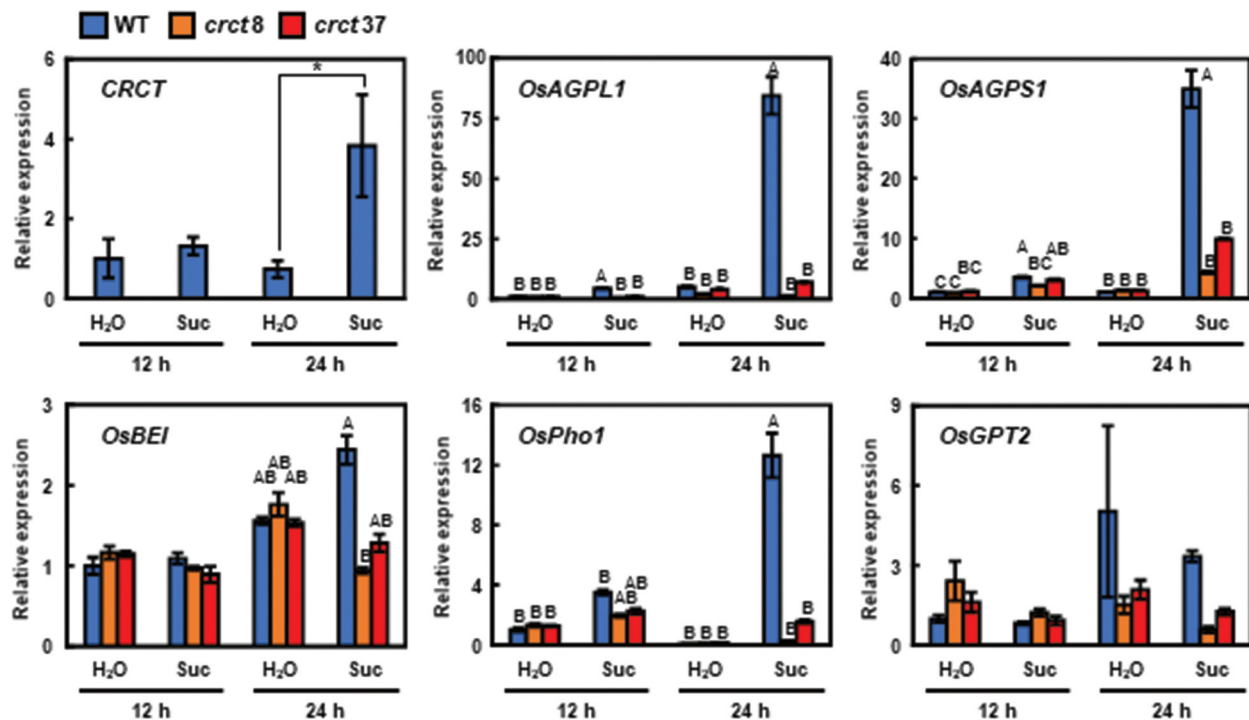 WT crct8 crct37
CRCT
Relative expression
6
4
2
0
*
H₂O Suc H₂O Suc
12 h 24 h
OsAGPL1
Relative expression
100
75
50
25
0
B B B A B B B B B A B B
H₂O Suc H₂O Suc
12 h 24 h
OsAGPS1
Relative expression
40
30
20
10
0
C C BC A BC AB B B B A B B
H₂O Suc H₂O Suc
12 h 24 h
OsBEI
Relative expression
3
2
1
0
AB AB AB A B AB
H₂O Suc H₂O Suc
12 h 24 h
OsPho1
Relative expression
16
12
8
4
0
B B B B AB AB B B B A B B
H₂O Suc H₂O Suc
12 h 24 h
OsGPT2
Relative expression
9
6
3
0
H₂O Suc H₂O Suc
12 h 24 h